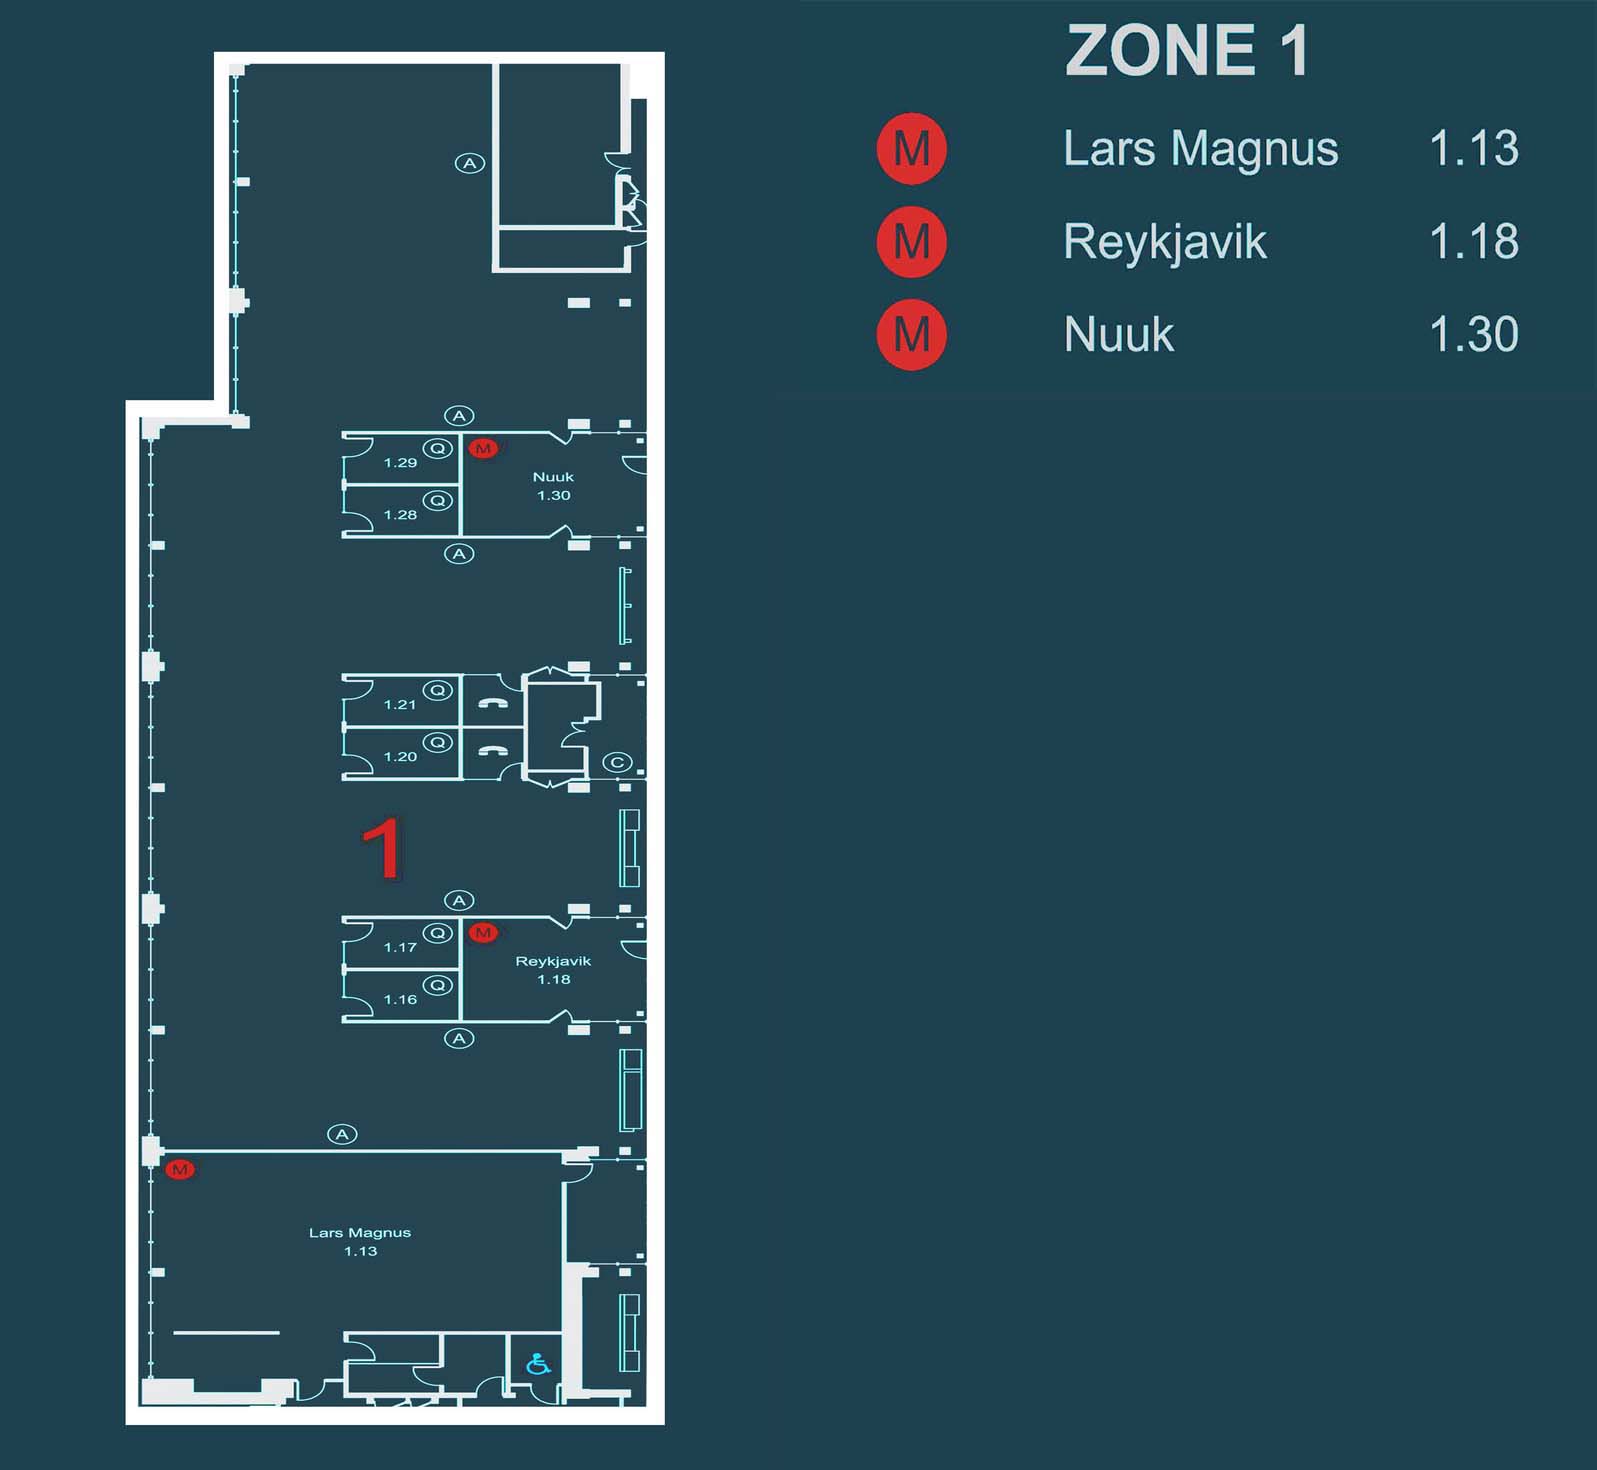 ZONE 1
M Lars Magnus 1.13
M Reykjavik 1.18
M Nuuk 1.30
A
A
1.29 Q
M
Nuuk
1.30
1.28 Q
A
1.21 Q
1.20 Q
C
1
A
1.17 Q
M
Reykjavik
1.18
1.16 Q
A
A
M
Lars Magnus
1.13